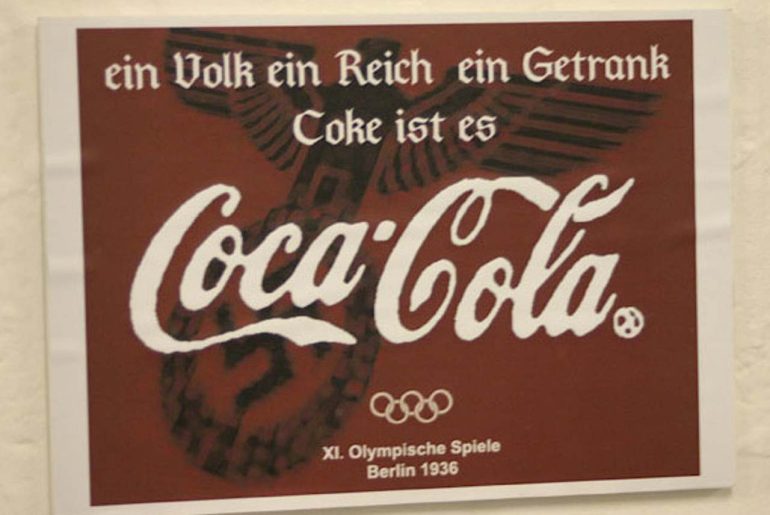 ein Volk ein Reich ein Getrank
Coke ist es
Coca-Cola
XI. Olympische Spiele
Berlin 1936